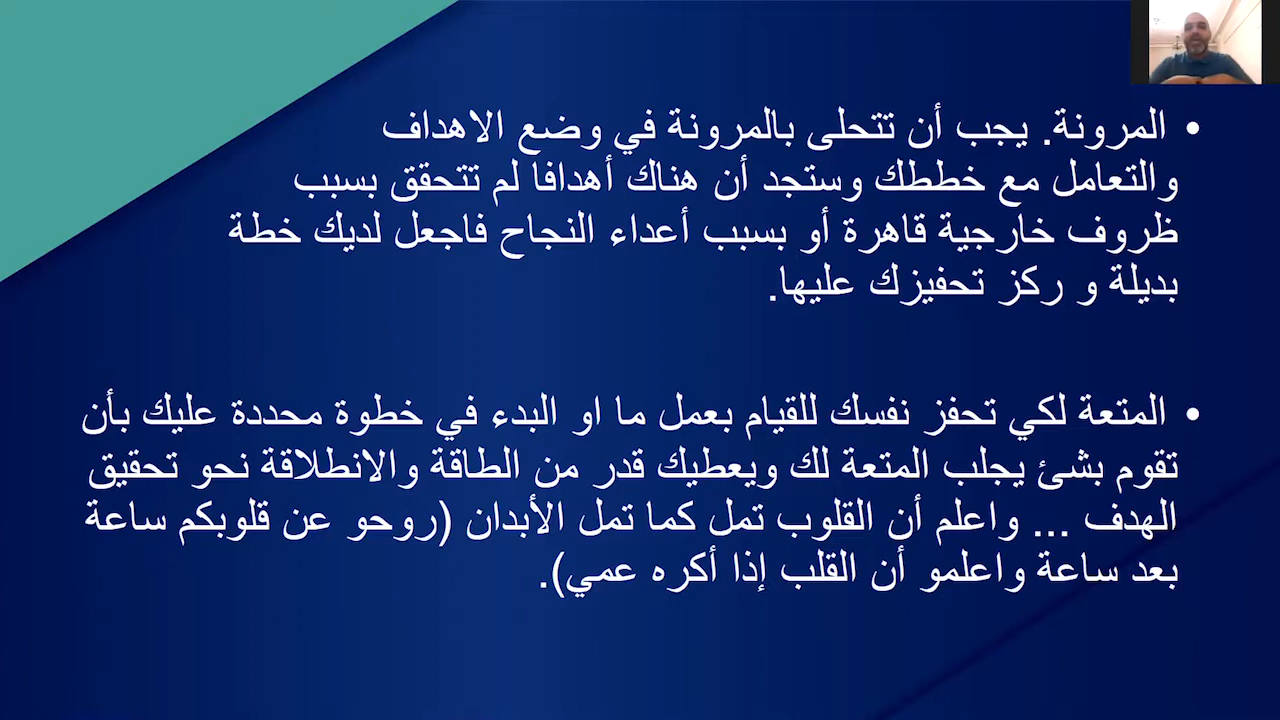 • المرونة. يجب أن تتحلى بالمرونة في وضع الاهداف
والتعامل مع خططك وستجد أن هناك أهدافا لم تتحقق بسبب
ظروف خارجية قاهرة أو بسبب أعداء النجاح فاجعل لديك خطة
بديلة و ركز تحفيزك عليها.
• المتعة لكي تحفز نفسك للقيام بعمل ما او البدء في خطوة محددة عليك بأن
تقوم بشئ يجلب المتعة لك ويعطيك قدر من الطاقة والانطلاقة نحو تحقيق
الهدف ... واعلم أن القلوب تمل كما تمل الأبدان (روحو عن قلوبكم ساعة
بعد ساعة واعلمو أن القلب إذا أكره عمي).